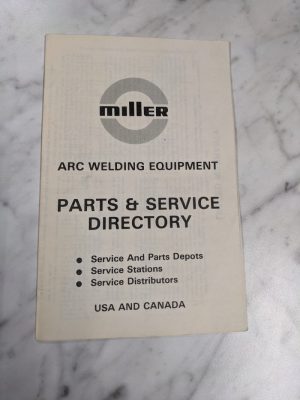 miller
ARC WELDING EQUIPMENT
PARTS & SERVICE
DIRECTORY
● Service And Parts Depots
● Service Stations
● Service Distributors
USA AND CANADA